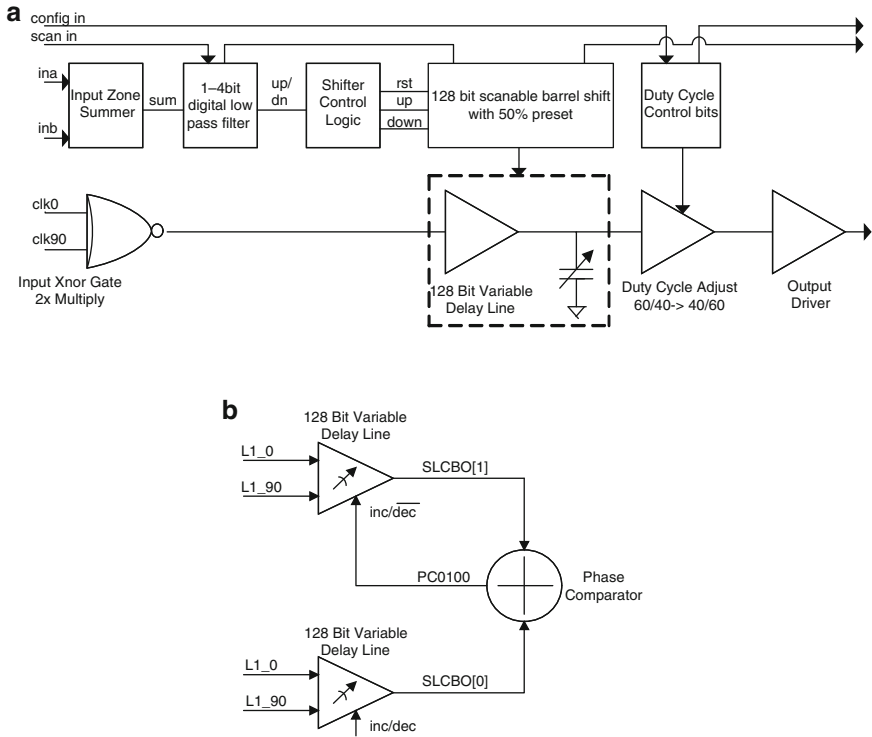 a
config in
scan in
ina
inb
Input Zone
Summer
sum
1–4bit
digital low
pass filter
up/
dn
Shifter
Control
Logic
rst
up
down
128 bit scanable barrel shift
with 50% preset
Duty Cycle
Control bits
clk0
clk90
Input Xnor Gate
2x Multiply
128 Bit Variable
Delay Line
Duty Cycle Adjust
60/40-> 40/60
Output
Driver
b
128 Bit Variable
Delay Line
L1_0
L1_90
SLCBO[1]
inc/dec
PC0100
Phase
Comparator
128 Bit Variable
Delay Line
L1_0
L1_90
SLCBO[0]
inc/dec